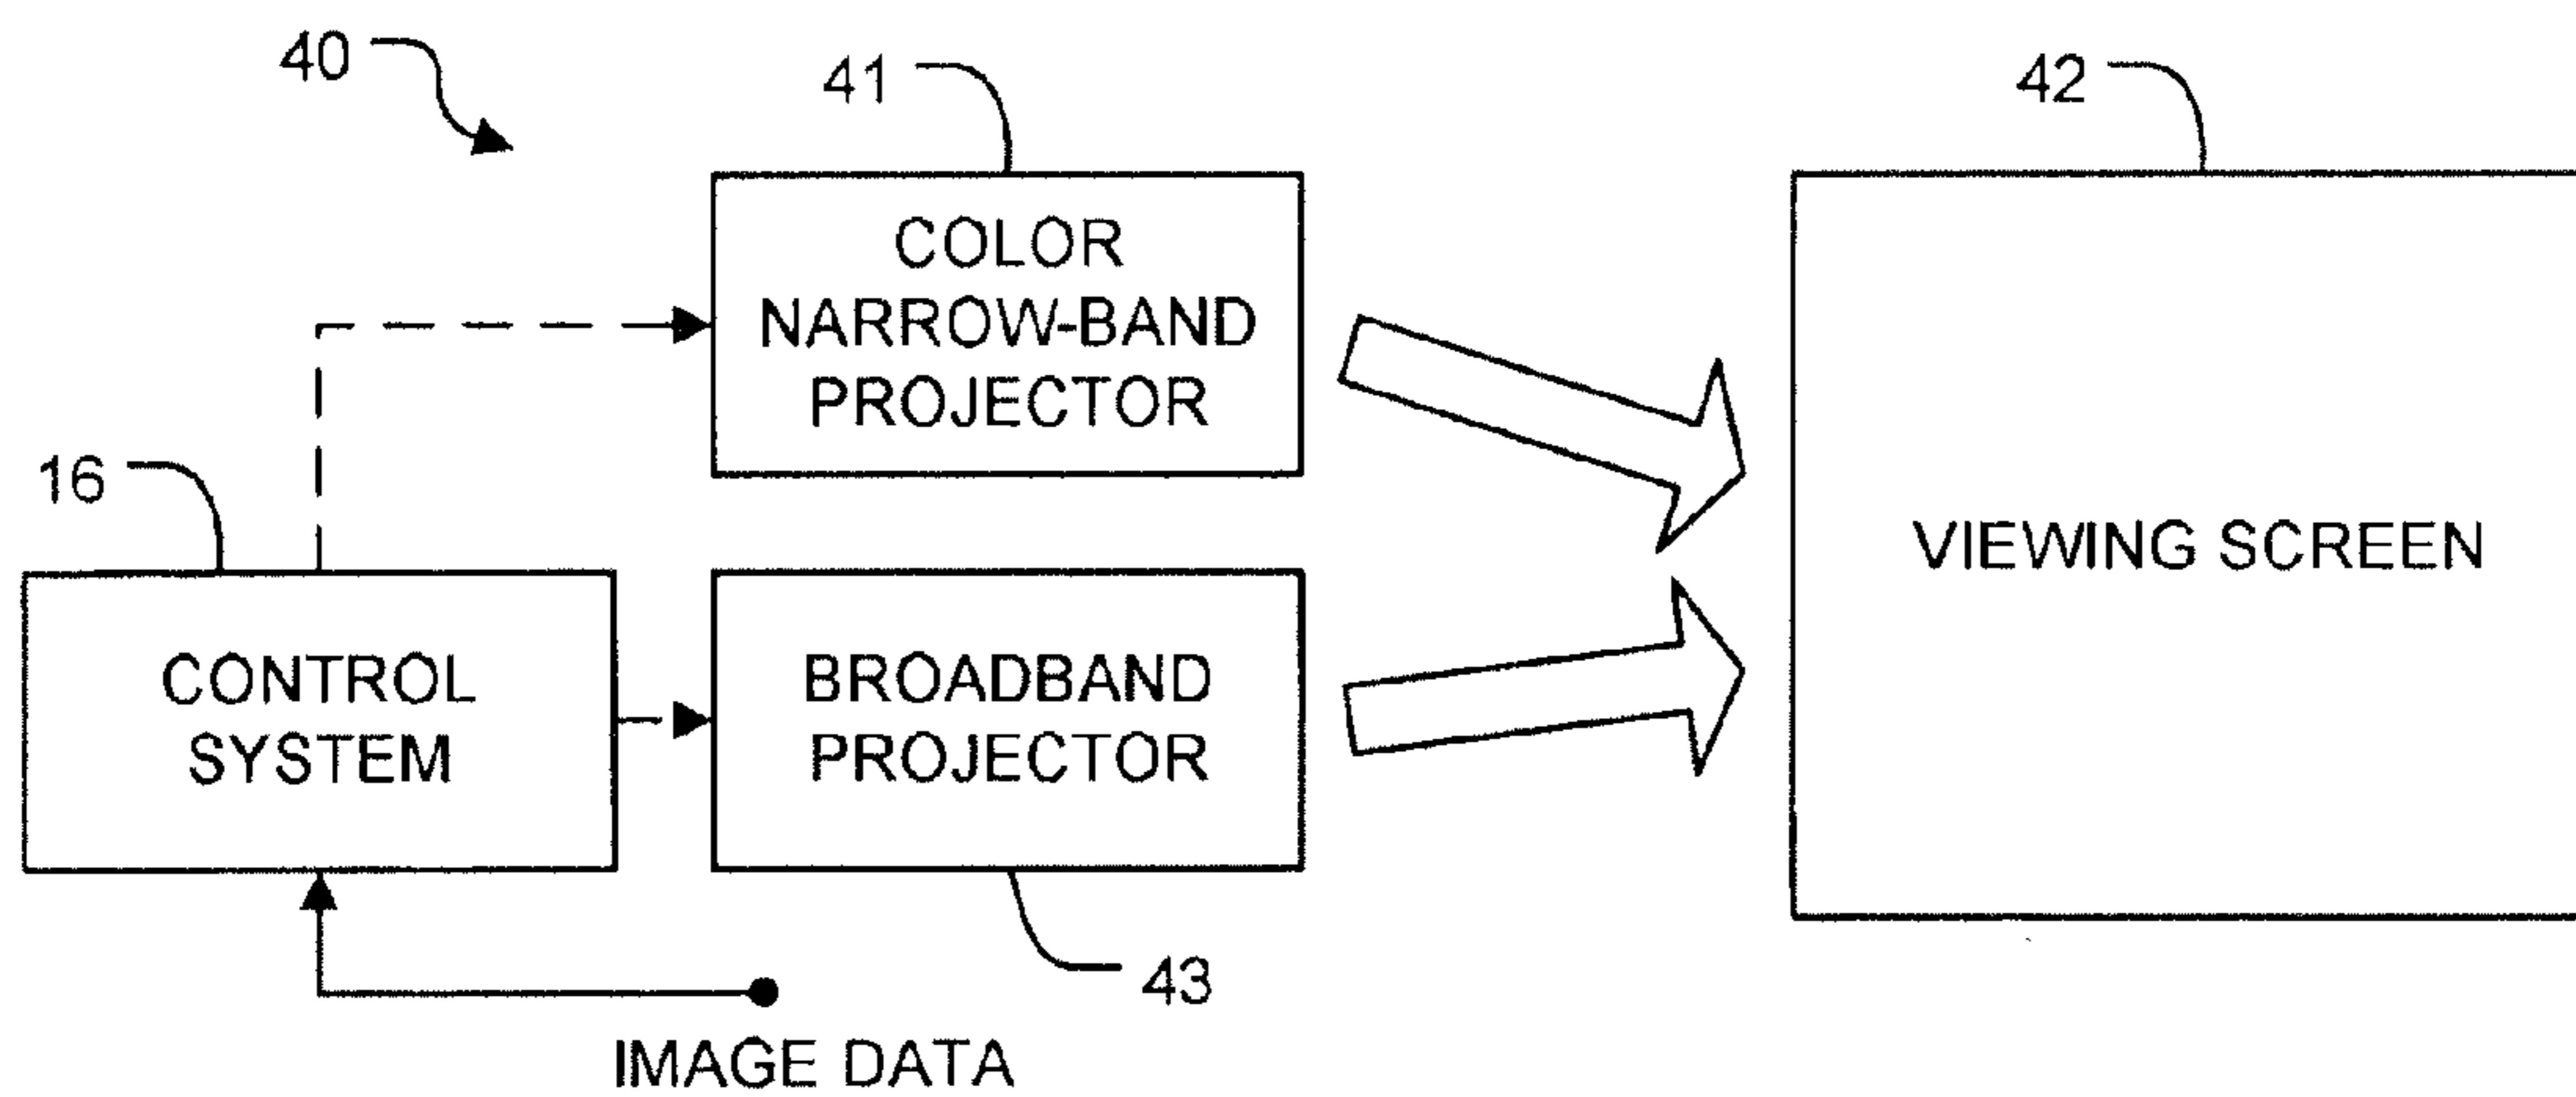 40
41
42
COLOR
NARROW-BAND
PROJECTOR
16
VIEWING SCREEN
CONTROL
SYSTEM
BROADBAND
PROJECTOR
43
IMAGE DATA